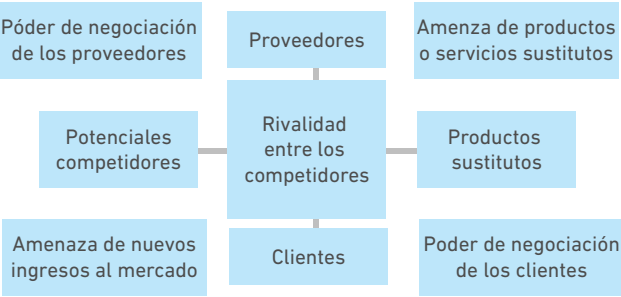 Póder de negociación
de los proveedores
Proveedores
Amenza de productos
o servicios sustitutos
Potenciales
competidores
Rivalidad
entre los
competidores
Productos
sustitutos
Amenaza de nuevos
ingresos al mercado
Clientes
Poder de negociación
de los clientes